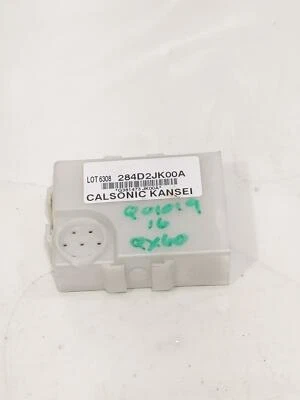 LOT 6308 284D2JK00A
CALSONIC KANSEI
Q01019
16
QX60